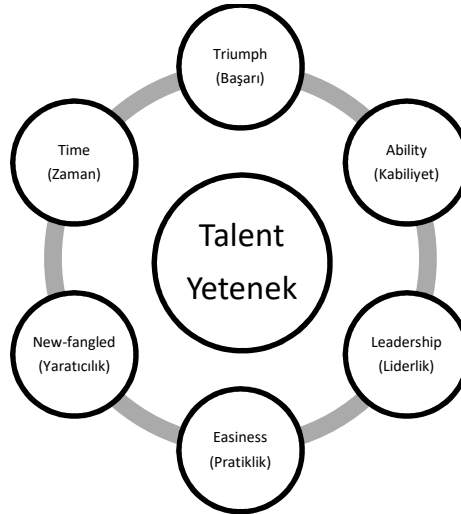 Triumph
(Başarı)
Ability
(Kabiliyet)
Leadership
(Liderlik)
Easiness
(Pratiklik)
New-fangled
(Yaratıcılık)
Time
(Zaman)
Talent
Yetenek